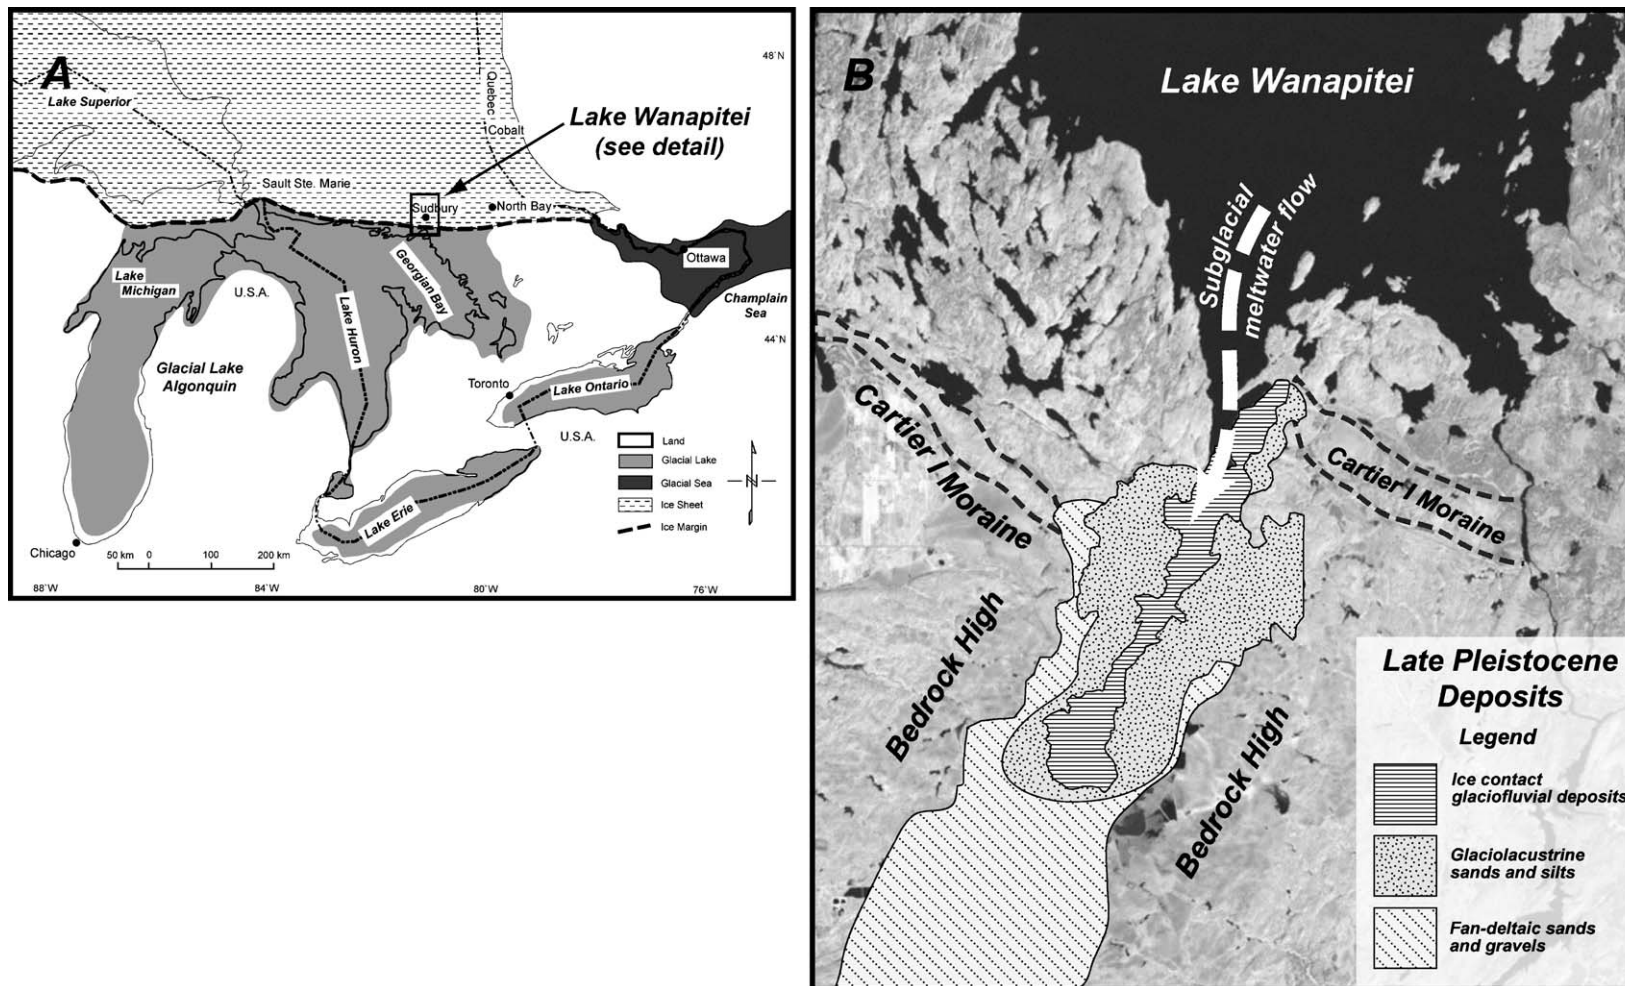 A
48°N
Lake Superior
Quebec
Cobalt
Lake Wanapitei
(see detail)
Sault Ste. Marie
Sudbury
North Bay
Ottawa
Lake
Michigan
U.S.A.
Georgian Bay
Champlain
Sea
Lake Huron
44°N
Glacial Lake
Algonquin
Toronto
Lake Ontario
U.S.A.
Land
Glacial Lake
Glacial Sea
Ice Sheet
Ice Margin
N
Lake Erie
Chicago
50 km 0 100 200 km
88°W 84°W 80°W 76°W
B
Lake Wanapitei
Subglacial
meltwater flow
Cartier I Moraine
Cartier I Moraine
Bedrock High
Bedrock High
Late Pleistocene
Deposits
Legend
Ice contact
glaciofluvial deposits
Glaciolacustrine
sands and silts
Fan-deltaic sands
and gravels